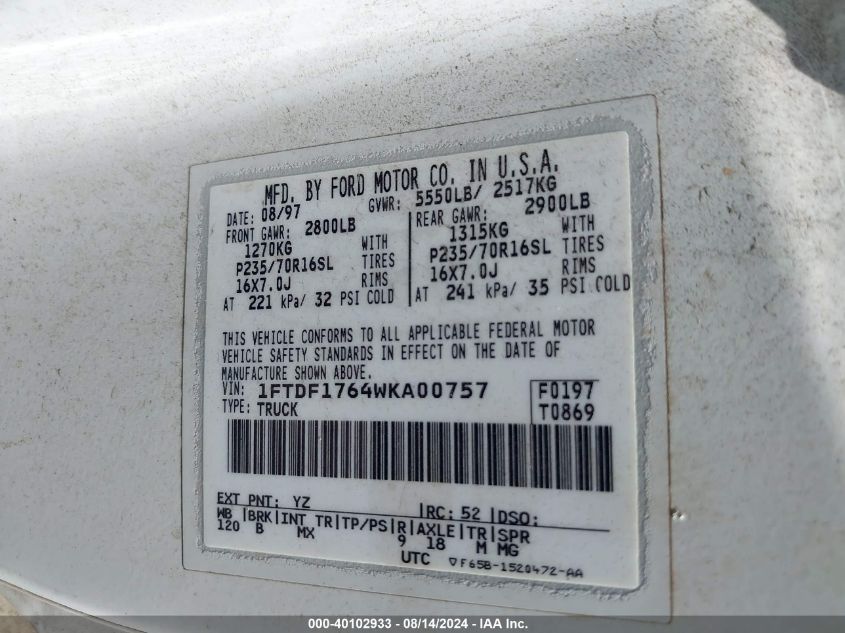 MFD. BY FORD MOTOR CO. IN U.S.A.
DATE: 08/97 GVWR: 5550LB/ 2517KG
FRONT GAWR: 2800LB REAR GAWR: 2900LB
1270KG WITH 1315KG WITH
P235/70R16SL TIRES P235/70R16SL TIRES
16X7.0J RIMS 16X7.0J RIMS
AT 221 kPa/ 32 PSI COLD AT 241 kPa/ 35 PSI COLD
THIS VEHICLE CONFORMS TO ALL APPLICABLE FEDERAL MOTOR
VEHICLE SAFETY STANDARDS IN EFFECT ON THE DATE OF
MANUFACTURE SHOWN ABOVE.
VIN: 1FTDF1764WKA00757 F0197
TYPE: TRUCK T0869
EXT PNT: YZ RC: 52 DSO:
WB BRK INT TR TP/PS R AXLE TR SPR
120 B MX 9 18 M MG
UTC ▽F65B-1520472-AA
000-40102933 - 08/14/2024 - IAA Inc.